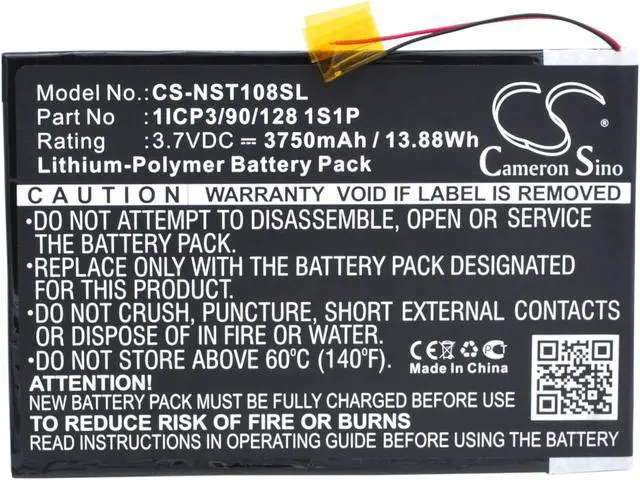 Model No.: CS-NST108SL
Part No : 1ICP3/90/128 1S1P
Rating : 3.7VDC ⎓ 3750mAh / 13.88Wh
Lithium-Polymer Battery Pack
CS
Cameron Sino
CAUTION WARRANTY VOID IF LABEL IS REMOVED
•DO NOT ATTEMPT TO DISASSEMBLE, OPEN OR SERVICE
THE BATTERY PACK.
•REPLACE ONLY WITH THE BATTERY PACK DESIGNATED
FOR THIS PRODUCT.
•DO NOT CRUSH, PUNCTURE, SHORT EXTERNAL CONTACTS
OR DISPOSE OF IN FIRE OR WATER.
•DO NOT STORE ABOVE 60°C (140°F).
CE PC
Made In China
ATTENTION!
NEW BATTERY PACK MUST BE FULLY CHARGED BEFORE FIRST USE
TO REDUCE RISK OF FIRE OR BURNS
READ INSTRUCTIONS IN OPERATING GUIDE BEFORE USE